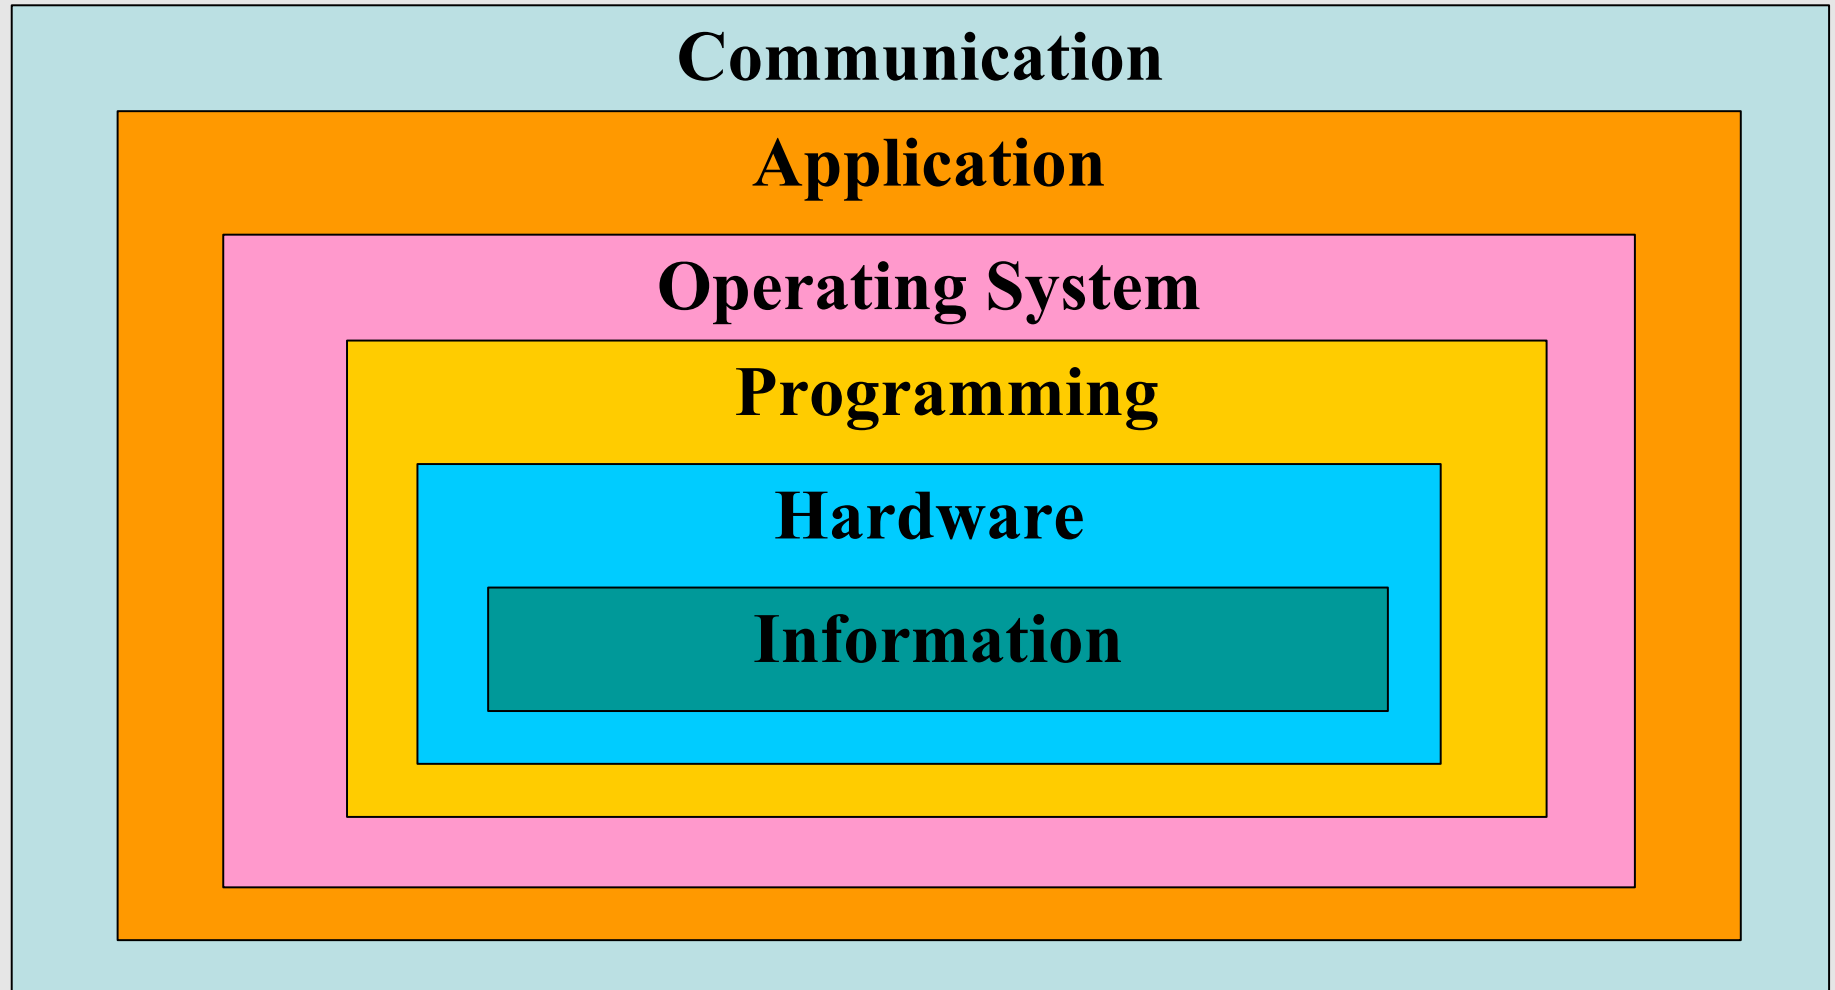 Communication
Application
Operating System
Programming
Hardware
Information